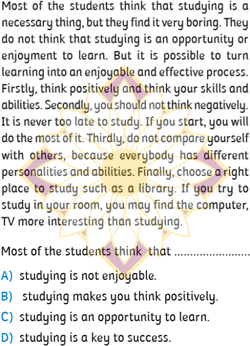 Most of the students think that studying is a
necessary thing, but they find it very boring. They
do not think that studying is an opportunity or
enjoyment to learn. But it is possible to turn
learning into an enjoyable and effective process.
Firstly, think positively and think your skills and
abilities. Secondly, you should not think negatively.
It is never too late to study. If you start, you will
do the most of it. Thirdly, do not compare yourself
with others, because everybody has different
personalities and abilities. Finally, choose a right
place to study such as a library. If you try to
study in your room, you may find the computer,
TV more interesting than studying.
Most of the students think that ........................
A) studying is not enjoyable.
B) studying makes you think positively.
C) studying is an opportunity to learn.
D) studying is a key to success.